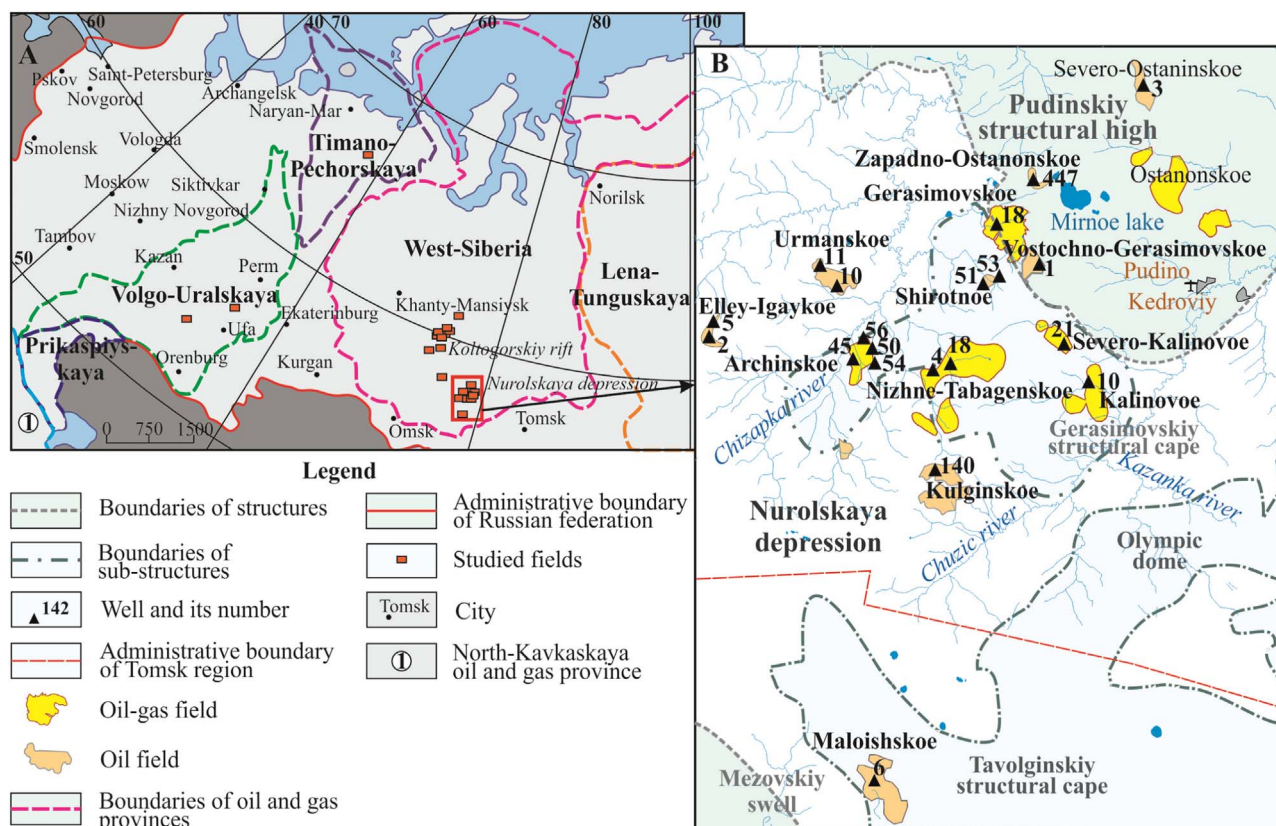 60
40
70
60
80
100
A
Pskov
Saint-Petersburg
Novgorod
Archangelsk
Naryan-Mar
Smolensk
Vologda
Timano-
Pechorskaya
Moskow
Siktivkar
Norilsk
Nizhny Novgorod
Tambov
West-Siberia
50
Kazan
Perm
Lena-
Tunguskaya
Volgo-Uralskaya
Khanty-Mansiysk
Ekaterinburg
Ufa
Koltogorskiy rift
Prikaspiys-
kaya
Orenburg
Kurgan
Nurolskaya depression
①
0 750 1500
Omsk
Tomsk
Legend
Boundaries of structures
Boundaries of
sub-structures
142
Well and its number
Administrative boundary
of Tomsk region
Oil-gas field
Oil field
Boundaries of oil and gas
provinces
Administrative boundary
of Russian federation
Studied fields
Tomsk
City
①
North-Kavkaskaya
oil and gas province
B
Severo-Ostaninskoe
3
Pudinskiy
structural high
Zapadno-Ostanonskoe
447
Ostanonskoe
Gerasimovskoe
18
Mirnoe lake
Urmanskoe
11
10
Vostochno-Gerasimovskoe
1
53
51
Pudino
Shirotnoe
Kedroviy
Elley-Igaykoe
5
2
56
50
45
54
Archinskoe
21
Severo-Kalinovoe
18
4
Nizhne-Tabagenskoe
10
Kalinovoe
Chizapka river
Gerasimovskiy
structural cape
140
Kulginskoe
Kazanka river
Nurolskaya
depression
Chuzic river
Olympic
dome
Maloishskoe
6
Mezovskiy
swell
Tavolginskiy
structural cape